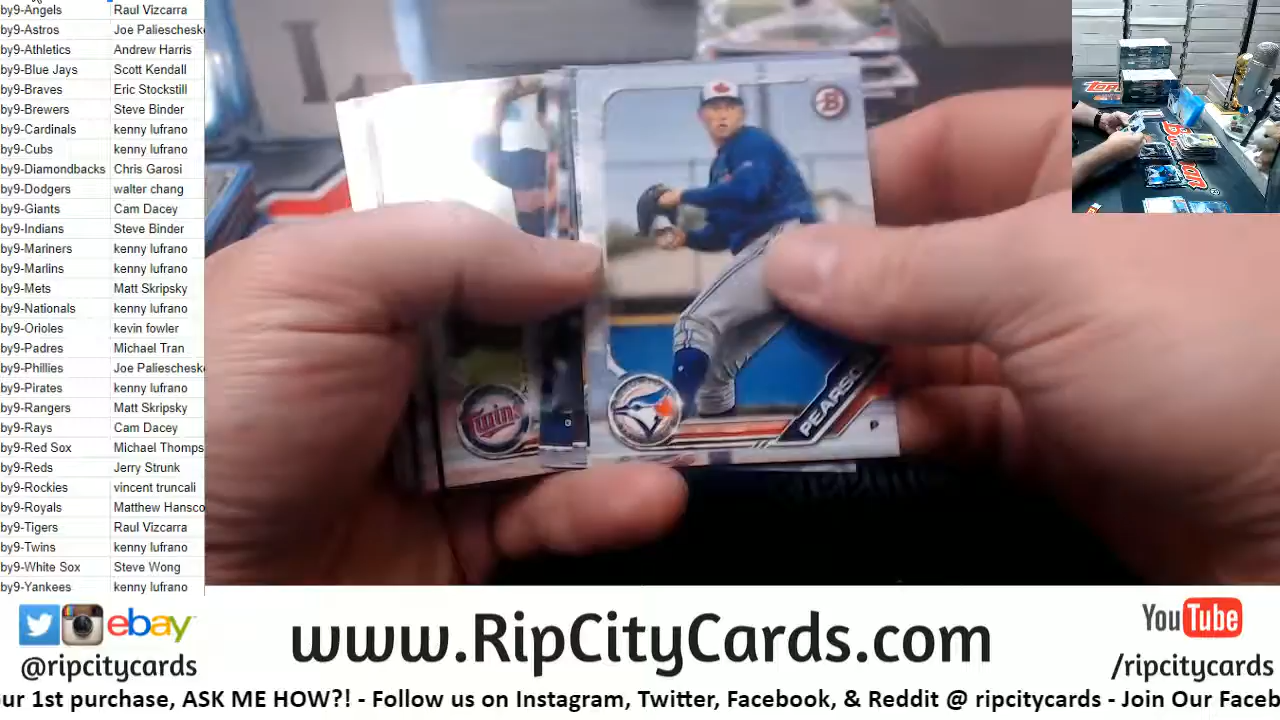 by9-Angels Raul Vizcarra
by9-Astros Joe Paliescheske
by9-Athletics Andrew Harris
by9-Blue Jays Scott Kendall
by9-Braves Eric Stockstill
by9-Brewers Steve Binder
by9-Cardinals kenny lufrano
by9-Cubs kenny lufrano
by9-Diamondbacks Chris Garosi
by9-Dodgers walter chang
by9-Giants Cam Dacey
by9-Indians Steve Binder
by9-Mariners kenny lufrano
by9-Marlins kenny lufrano
by9-Mets Matt Skripsky
by9-Nationals kenny lufrano
by9-Orioles kevin fowler
by9-Padres Michael Tran
by9-Phillies Joe Paliescheske
by9-Pirates kenny lufrano
by9-Rangers Matt Skripsky
by9-Rays Cam Dacey
by9-Red Sox Michael Thomps
by9-Reds Jerry Strunk
by9-Rockies vincent truncali
by9-Royals Matthew Hansco
by9-Tigers Raul Vizcarra
by9-Twins kenny lufrano
by9-White Sox Steve Wong
by9-Yankees kenny lufrano
B
Twins
PEARSO
P
ebay
@ripcitycards
www.RipCityCards.com
YouTube
/ripcitycards
ur 1st purchase, ASK ME HOW?! - Follow us on Instagram, Twitter, Facebook, & Reddit @ ripcitycards - Join Our Faceb